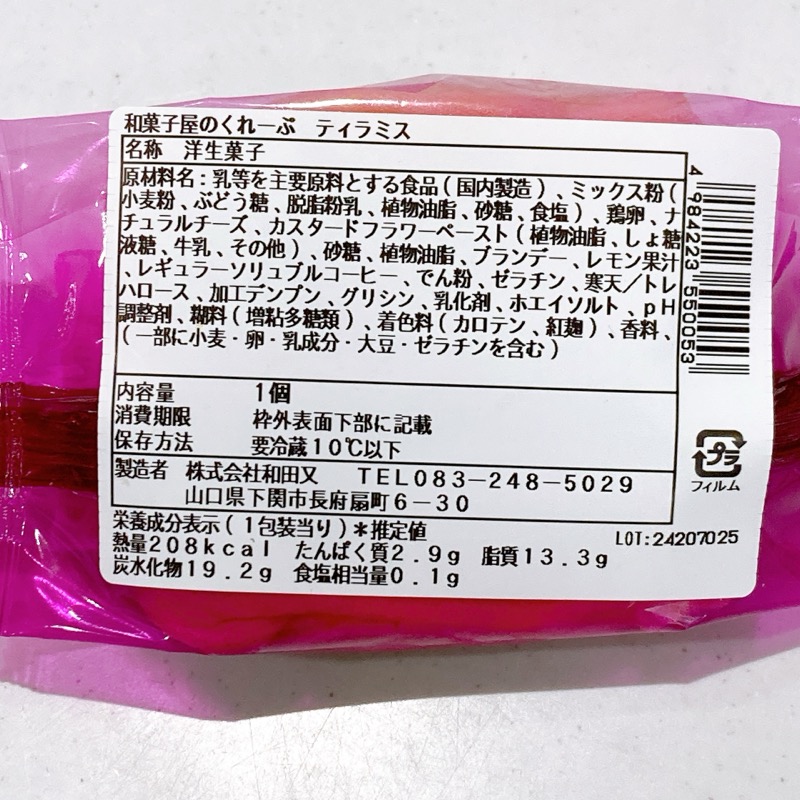 和菓子屋のくれーぷ ティラミス
名称 洋生菓子
原材料名：乳等を主要原料とする食品(国内製造)、ミックス粉(
小麦粉、ぶどう糖、脱脂粉乳、植物油脂、砂糖、食塩)、鶏卵、ナ
チュラルチーズ、カスタードフラワーペースト(植物油脂、しょ糖
液糖、牛乳、その他)、砂糖、植物油脂、ブランデー、レモン果汁
、レギュラーソリュブルコーヒー、でん粉、ゼラチン、寒天／トレ
ハロース、加工デンプン、グリシン、乳化剤、ホエイソルト、pH
調整剤、糊料(増粘多糖類)、着色料(カロテン、紅麹)、香料、
(一部に小麦・卵・乳成分・大豆・ゼラチンを含む)
内容量 1個
消費期限 枠外表面下部に記載
保存方法 要冷蔵10℃以下
製造者 株式会社和田又 TEL083-248-5029
山口県下関市長府扇町6-30
栄養成分表示(1包装当り)*推定値
熱量208kcal たんぱく質2.9g 脂質13.3g
炭水化物19.2g 食塩相当量0.1g
LOT:24207025
4 984223 550053
プラ
フィルム